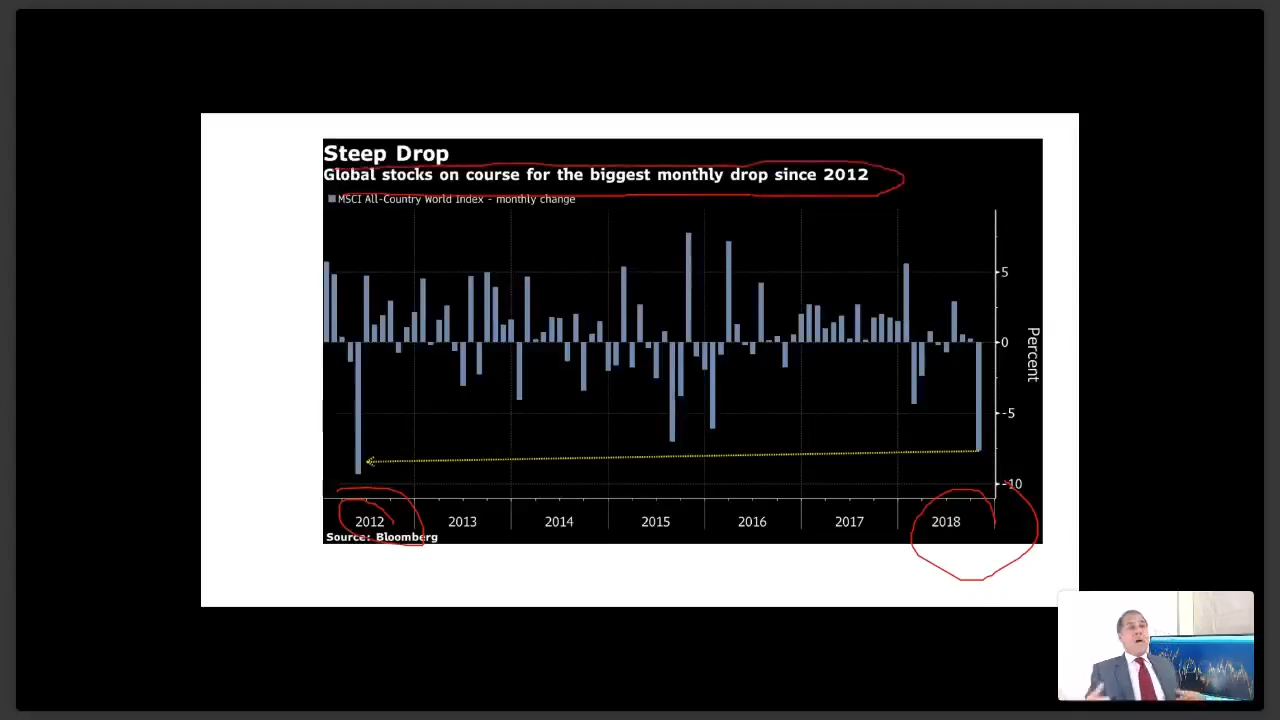 Steep Drop
Global stocks on course for the biggest monthly drop since 2012
MSCI All-Country World Index - monthly change
5
0
-5
-10
Percent
2012 2013 2014 2015 2016 2017 2018
Source: Bloomberg